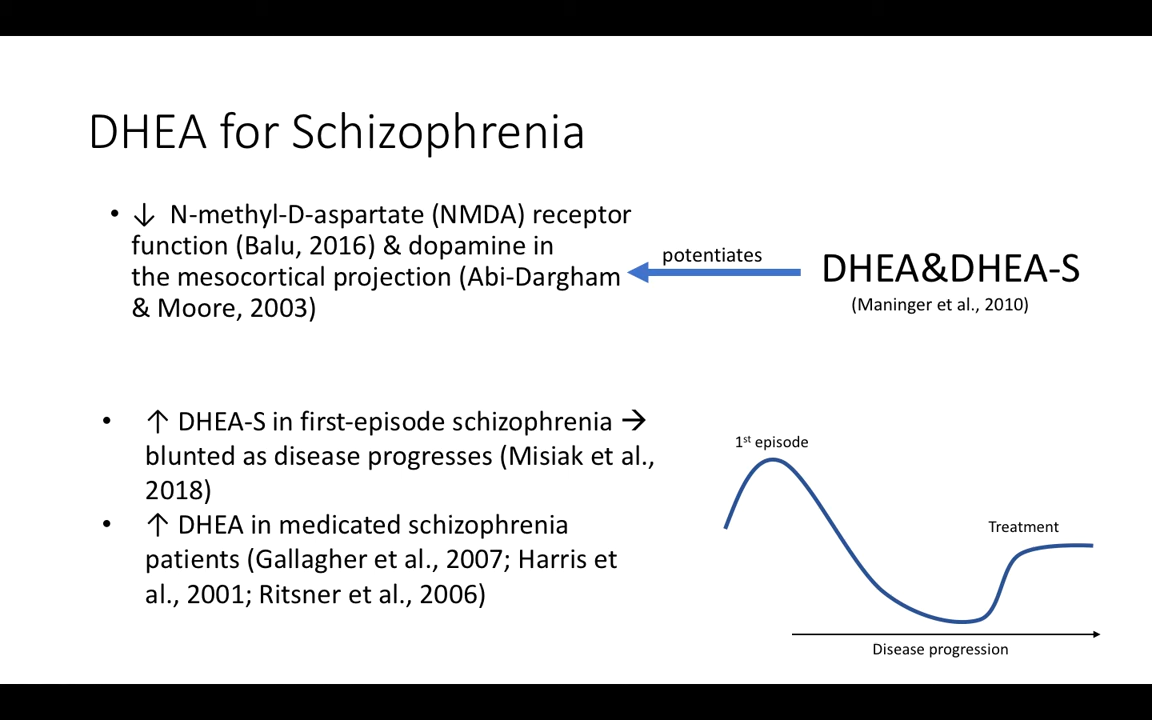 DHEA for Schizophrenia
• ↓ N-methyl-D-aspartate (NMDA) receptor
function (Balu, 2016) & dopamine in
the mesocortical projection (Abi-Dargham
& Moore, 2003)
potentiates
DHEA&DHEA-S
(Maninger et al., 2010)
• ↑ DHEA-S in first-episode schizophrenia →
blunted as disease progresses (Misiak et al.,
2018)
• ↑ DHEA in medicated schizophrenia
patients (Gallagher et al., 2007; Harris et
al., 2001; Ritsner et al., 2006)
1st episode
Treatment
Disease progression